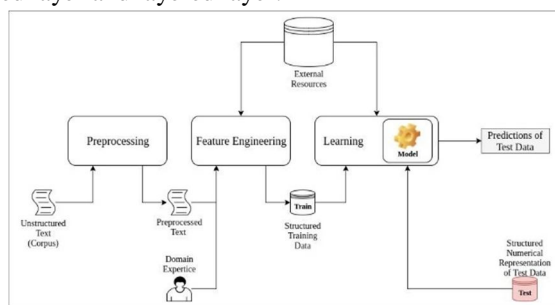 External
Resources
Preprocessing
Feature Engineering
Learning
Model
Predictions of
Test Data
Unstructured
Text
(Corpus)
Preprocessed
Text
Train
Structured
Training
Data
Domain
Expertice
Structured
Numerical
Representation
of Test Data
Test